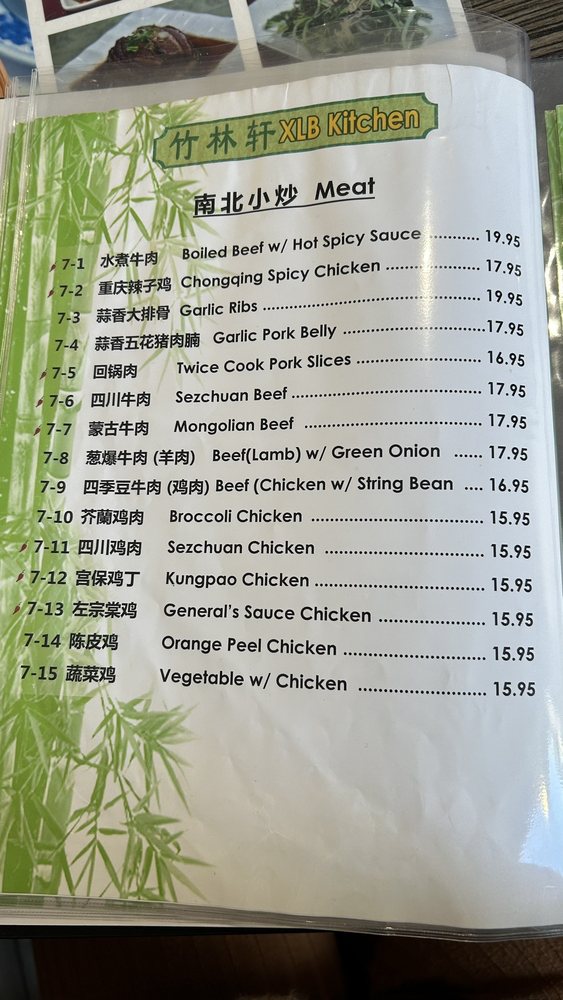 竹林轩 XLB Kitchen
南北小炒 Meat
7-1 水煮牛肉 Boiled Beef w/ Hot Spicy Sauce ........... 19.95
7-2 重庆辣子鸡 Chongqing Spicy Chicken ................... 17.95
7-3 蒜香大排骨 Garlic Ribs ............................................ 19.95
7-4 蒜香五花猪肉腩 Garlic Pork Belly .............................17.95
7-5 回锅肉 Twice Cook Pork Slices ......................... 16.95
7-6 四川牛肉 Sezchuan Beef ...................................... 17.95
7-7 蒙古牛肉 Mongolian Beef ................................... 17.95
7-8 葱爆牛肉 (羊肉) Beef(Lamb) w/ Green Onion ...... 17.95
7-9 四季豆牛肉 (鸡肉) Beef (Chicken w/ String Bean .... 16.95
7-10 芥蘭鸡肉 Broccoli Chicken ................................. 15.95
7-11 四川鸡肉 Sezchuan Chicken .............................. 15.95
7-12 宫保鸡丁 Kungpao Chicken ................................ 15.95
7-13 左宗棠鸡 General's Sauce Chicken .................... 15.95
7-14 陈皮鸡 Orange Peel Chicken ........................... 15.95
7-15 蔬菜鸡 Vegetable w/ Chicken ........................ 15.95